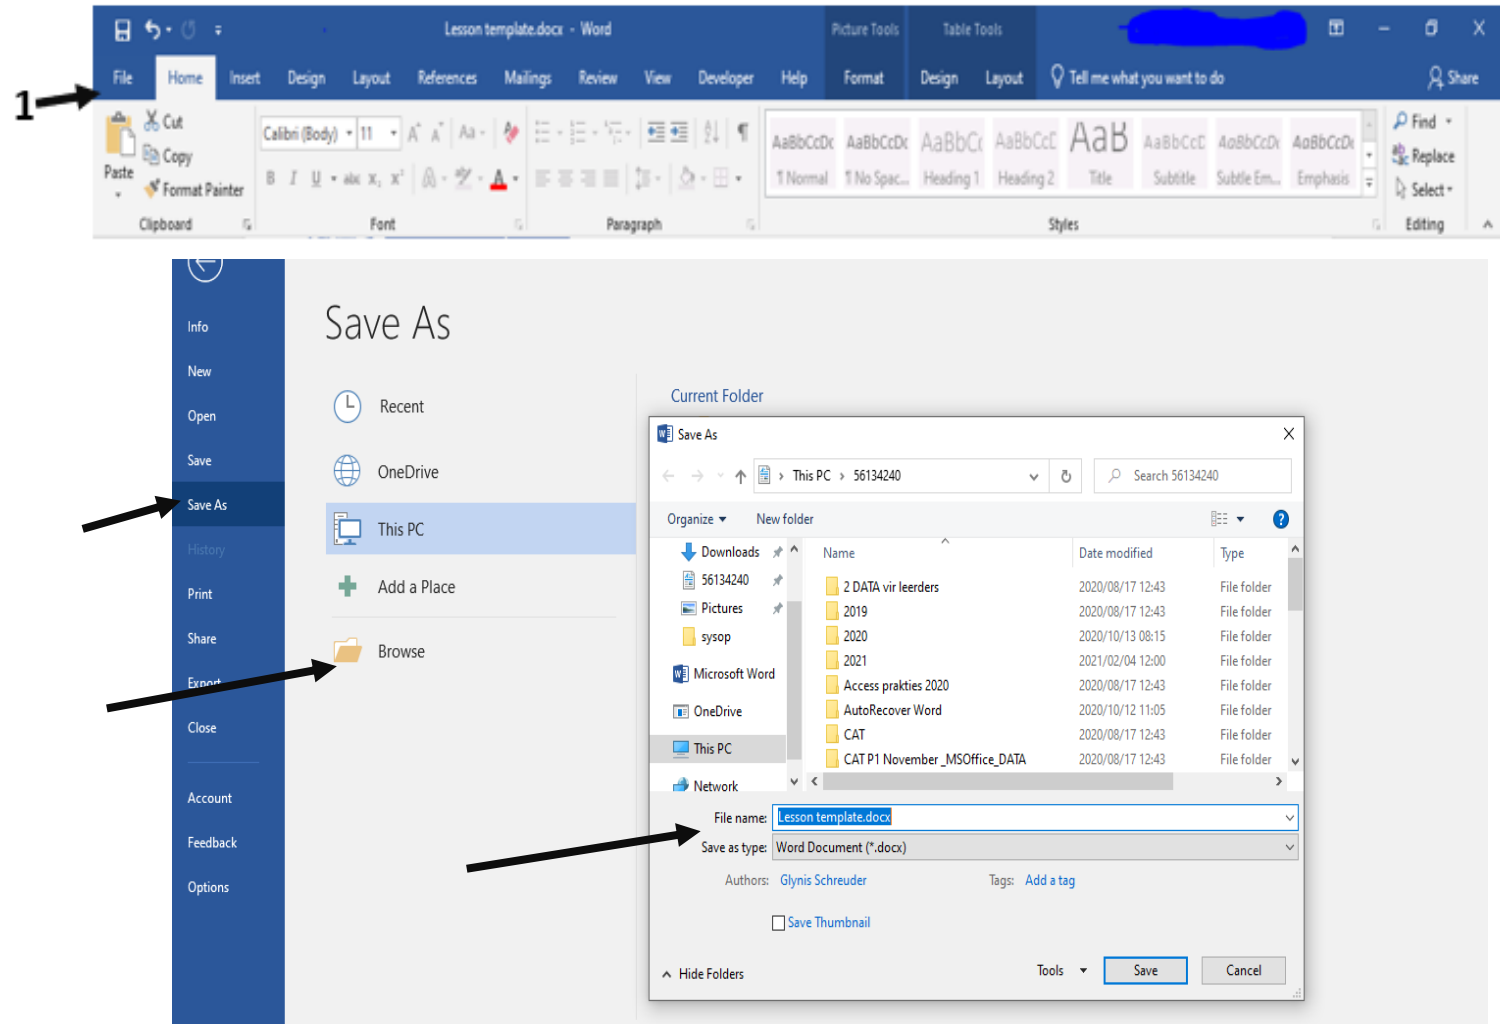 Lesson template.docx - Word
Picture Tools
Table Tools
File Home Insert Design Layout References Mailings Review View Developer Help Format Design Layout Tell me what you want to do Share
1
Paste
Cut
Copy
Format Painter
Clipboard
Calibri (Body) 11
Aa
B I U abc x₂ x²
A A
Font
Paragraph
AaBbCcDc AaBbCcDc AaBbCc AaBbCcE AaB AaBbCcC AaBbCcDc AaBbCcDc
¶ Normal ¶ No Spac... Heading 1 Heading 2 Title Subtitle Subtle Em... Emphasis
Styles
Find
Replace
Select
Editing
Info
New
Open
Save
Save As
History
Print
Share
Export
Close
Account
Feedback
Options
Save As
Recent
OneDrive
This PC
Add a Place
Browse
Current Folder
Save As
This PC › 56134240
Search 56134240
Organize New folder
Downloads
56134240
Pictures
sysop
Microsoft Word
OneDrive
This PC
Network
Name Date modified Type
2 DATA vir leerders 2020/08/17 12:43 File folder
2019 2020/08/17 12:43 File folder
2020 2020/10/13 08:15 File folder
2021 2021/02/04 12:00 File folder
Access prakties 2020 2020/08/17 12:43 File folder
AutoRecover Word 2020/10/12 11:05 File folder
CAT 2020/08/17 12:43 File folder
CAT P1 November _MSOffice_DATA 2020/08/17 12:43 File folder
File name: Lesson template.docx
Save as type: Word Document (*.docx)
Authors: Glynis Schreuder Tags: Add a tag
Save Thumbnail
Hide Folders
Tools Save Cancel